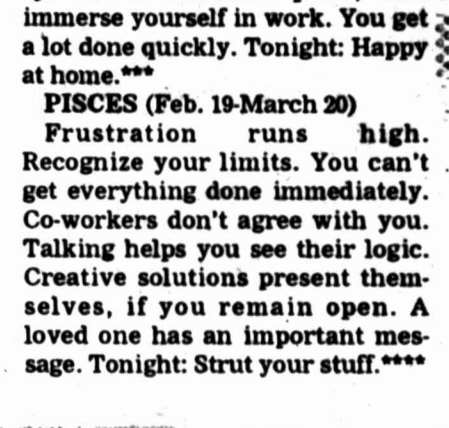 immerse yourself in work. You get
a lot done quickly. Tonight: Happy
at home.***
PISCES (Feb. 19-March 20)
Frustration runs high.
Recognize your limits. You can't
get everything done immediately.
Co-workers don't agree with you.
Talking helps you see their logic.
Creative solutions present them-
selves, if you remain open. A
loved one has an important mes-
sage. Tonight: Strut your stuff.****